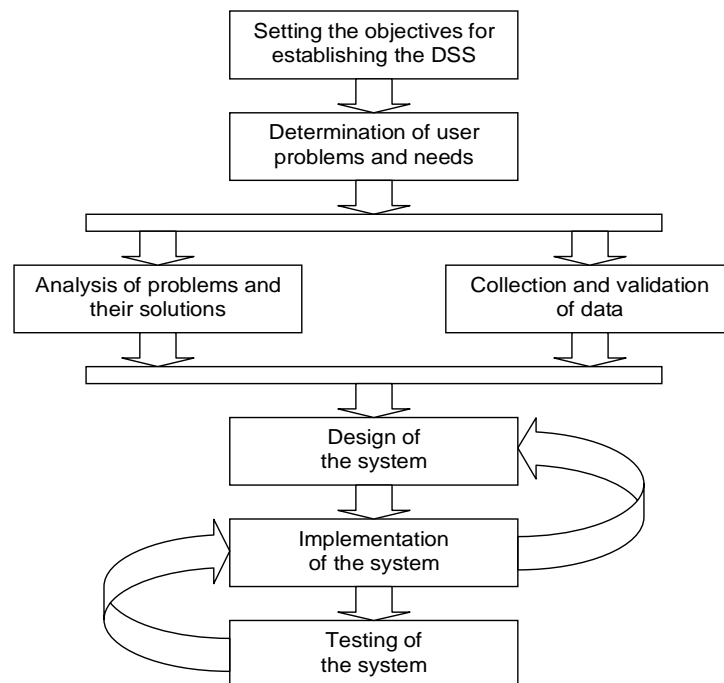 Setting the objectives for
establishing the DSS
Determination of user
problems and needs
Analysis of problems and
their solutions
Collection and validation
of data
Design of
the system
Implementation
of the system
Testing of
the system